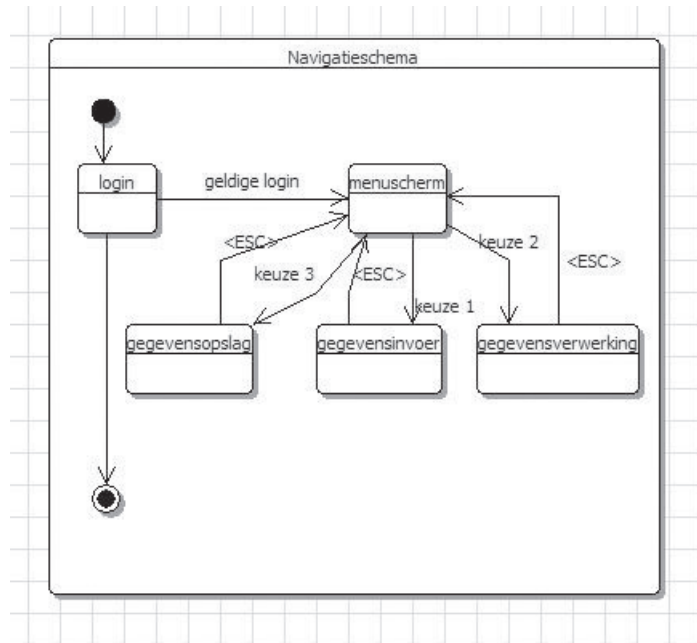 Navigatieschema
login
geldige login
menuscherm
<ESC>
keuze 3
<ESC>
keuze 1
keuze 2
<ESC>
gegevensopslag
gegevensinvoer
gegevensverwerking